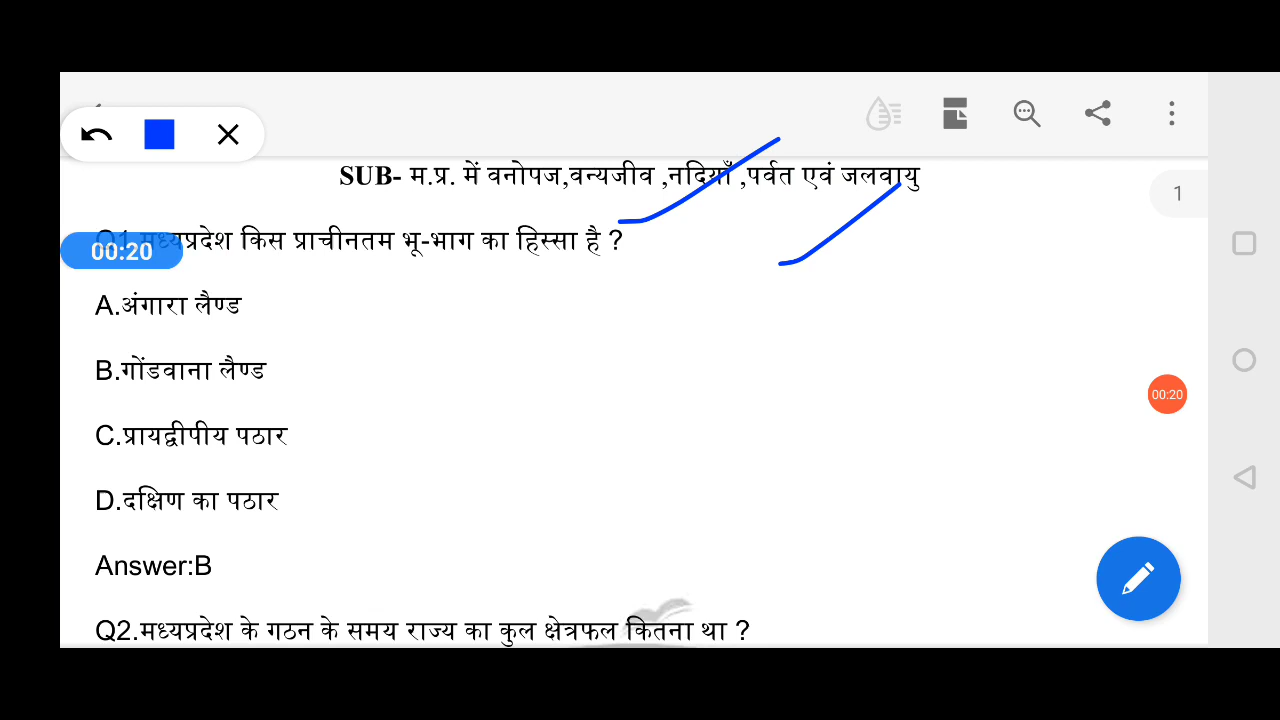 SUB- म.प्र. में वनोपज,वन्यजीव ,नदियाँ ,पर्वत एवं जलवायु
1
Q1.मध्यप्रदेश किस प्राचीनतम भू-भाग का हिस्सा है ?
00:20
A.अंगारा लैण्ड
B.गोंडवाना लैण्ड
00:20
C.प्रायद्वीपीय पठार
D.दक्षिण का पठार
Answer:B
Q2.मध्यप्रदेश के गठन के समय राज्य का कुल क्षेत्रफल कितना था ?